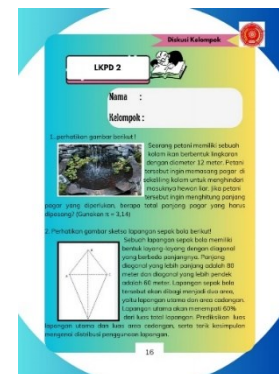 Diskusi Kelompok
LKPD 2
Nama :
Kelompok :
1. perhatikan gambar berikut!
Seorang petani memiliki sebuah
kolam ikan berbentuk lingkaran
dengan diameter 12 meter. Petani
tersebut ingin memasang pagar di
sekeliling kolam untuk menghindari
masuknya hewan liar. Jika petani
tersebut ingin menghitung panjang
pagar yang diperlukan, berapa total panjang pagar yang harus
dipasang? (Gunakan π = 3,14)
2. Perhatikan gambar sketsa lapangan sepak bola berikut!
Sebuah lapangan sepak bola memiliki
bentuk layang-layang dengan diagonal
yang berbeda panjangnya. Panjang
diagonal yang lebih panjang adalah 80
meter dan diagonal yang lebih pendek
adalah 60 meter. Lapangan sepak bola
tersebut akan dibagi menjadi dua area,
yaitu lapangan utama dan area cadangan.
Lapangan utama akan menempati 60%
dari luas total lapangan. Prediksikan luas
lapangan utama dan luas area cadangan, serta tarik kesimpulan
mengenai distribusi penggunaan lapangan.
16